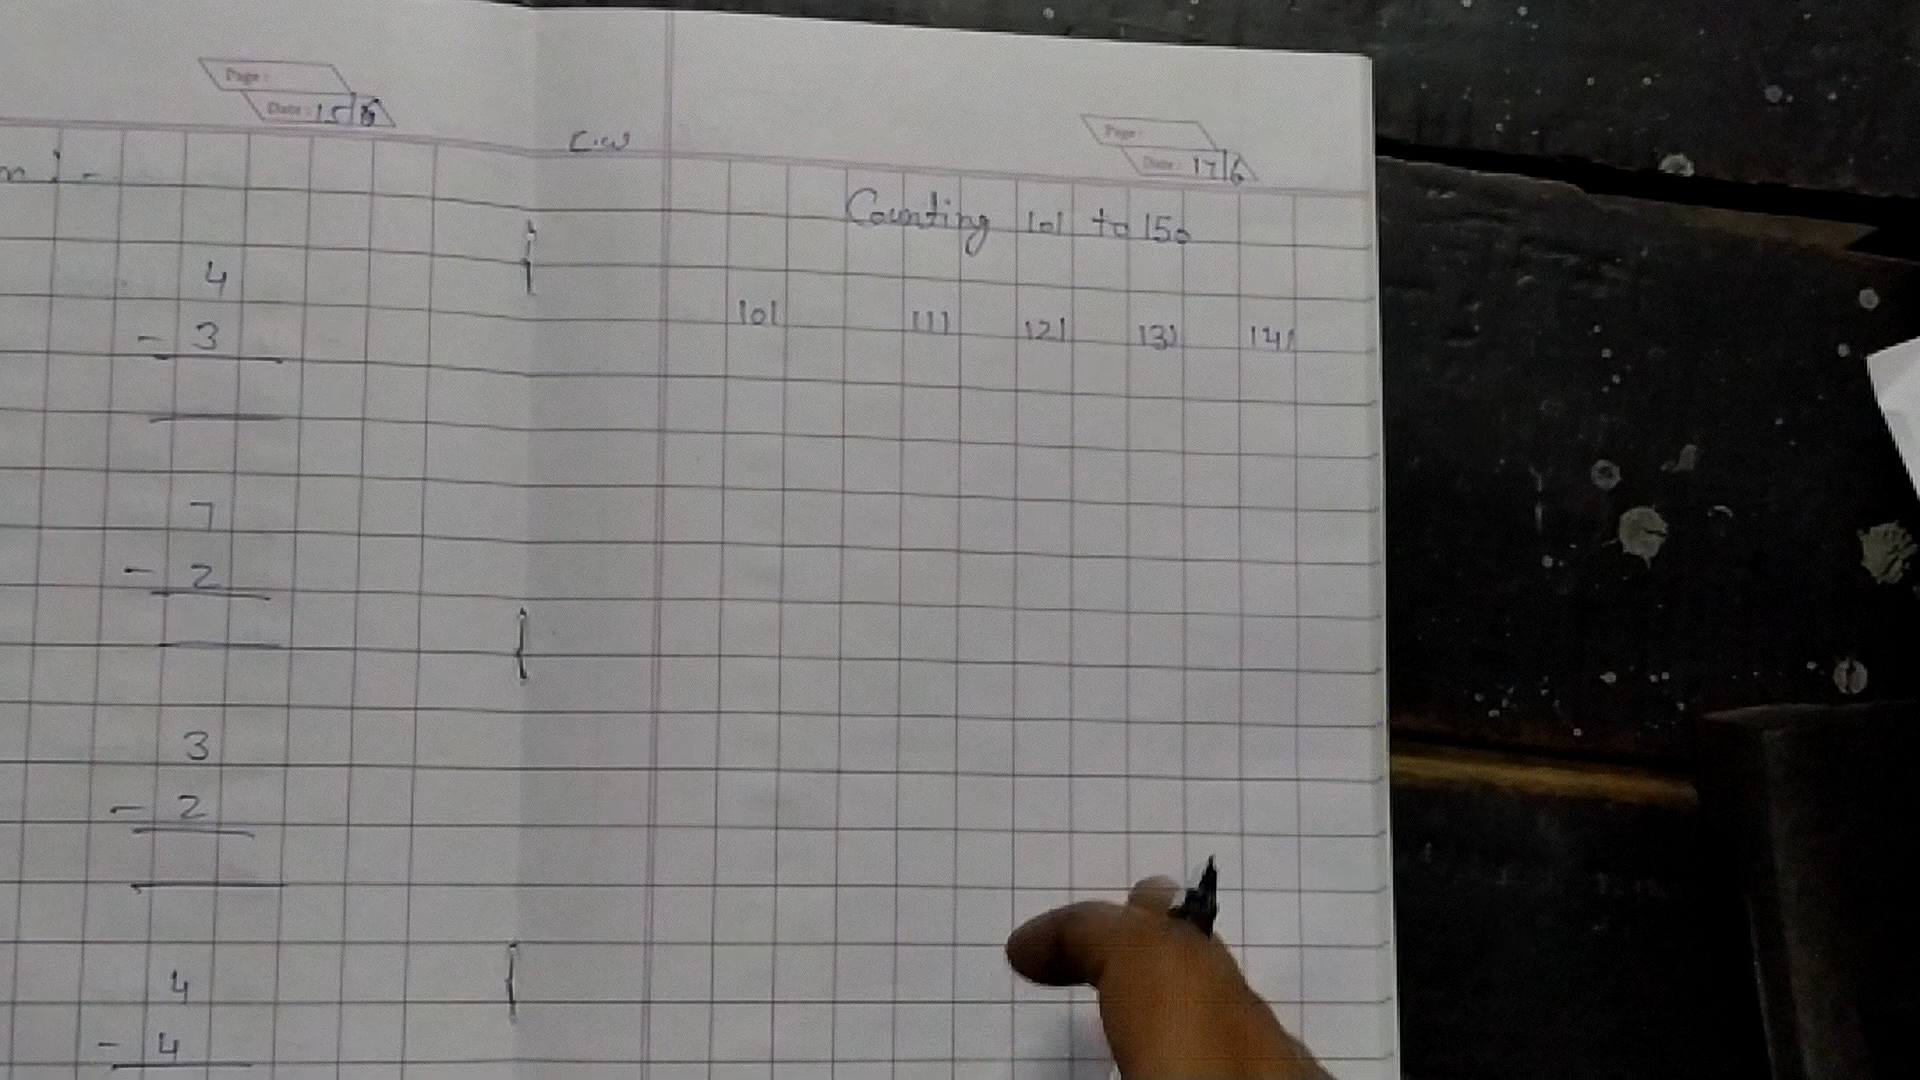 Page :
Date : 15/6
4
- 3
7
- 2
3
- 2
4
- 4
C.W
Page :
Date : 17/6
Counting 101 to 150
101 111 121 131 141